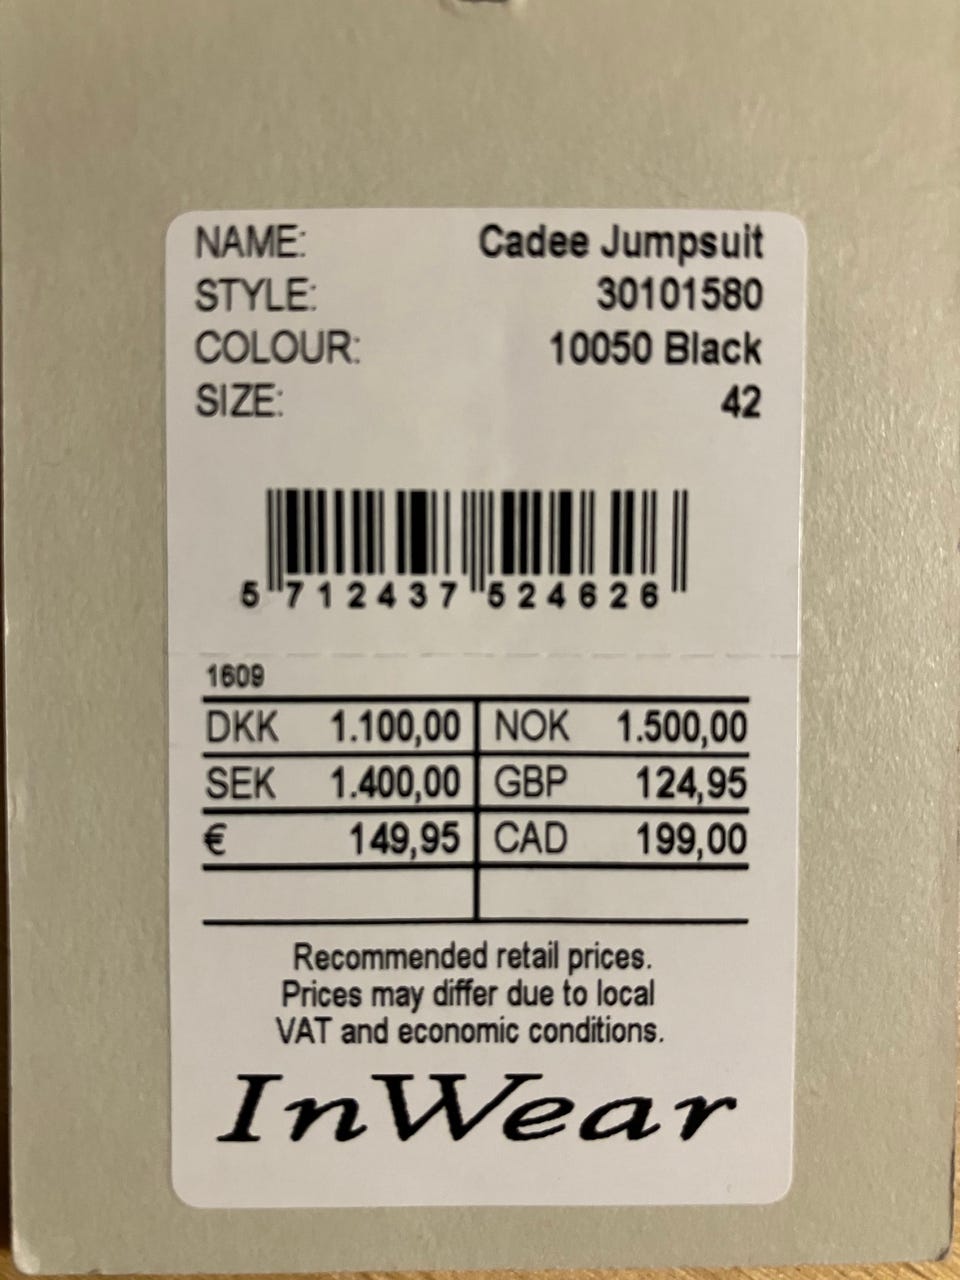 NAME: Cadee Jumpsuit
STYLE: 30101580
COLOUR: 10050 Black
SIZE: 42
5 712437 524626
1609
DKK 1.100,00 NOK 1.500,00
SEK 1.400,00 GBP 124,95
€ 149,95 CAD 199,00
Recommended retail prices.
Prices may differ due to local
VAT and economic conditions.
InWear